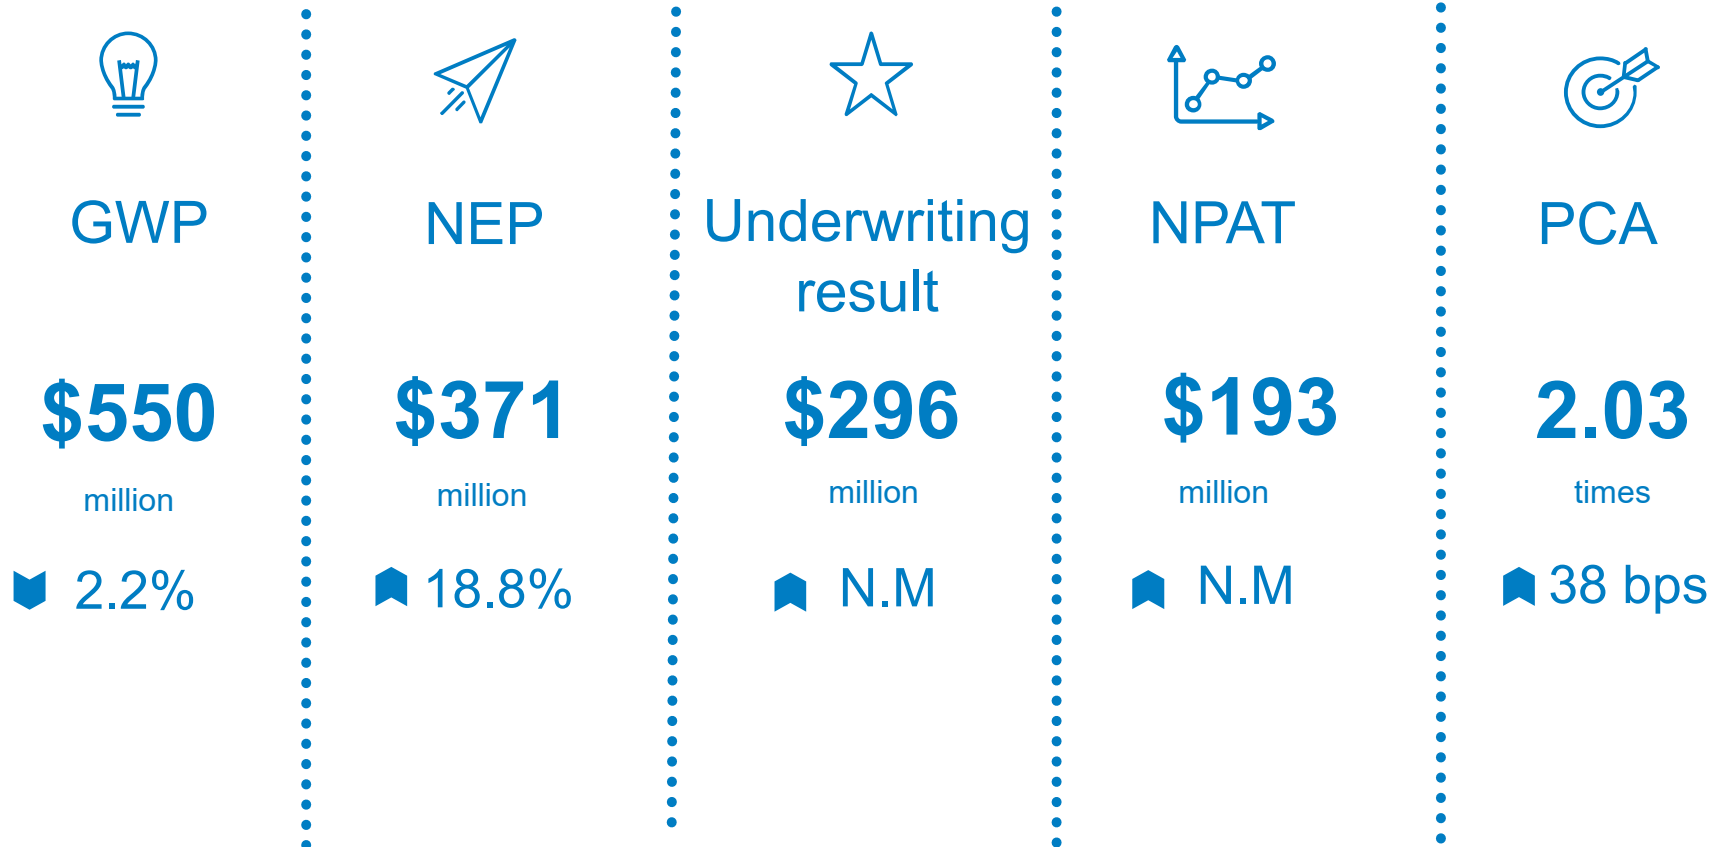 GWP
$550
million
2.2%
NEP
$371
million
18.8%
Underwriting
result
$296
million
N.M
NPAT
$193
million
N.M
PCA
2.03
times
38 bps